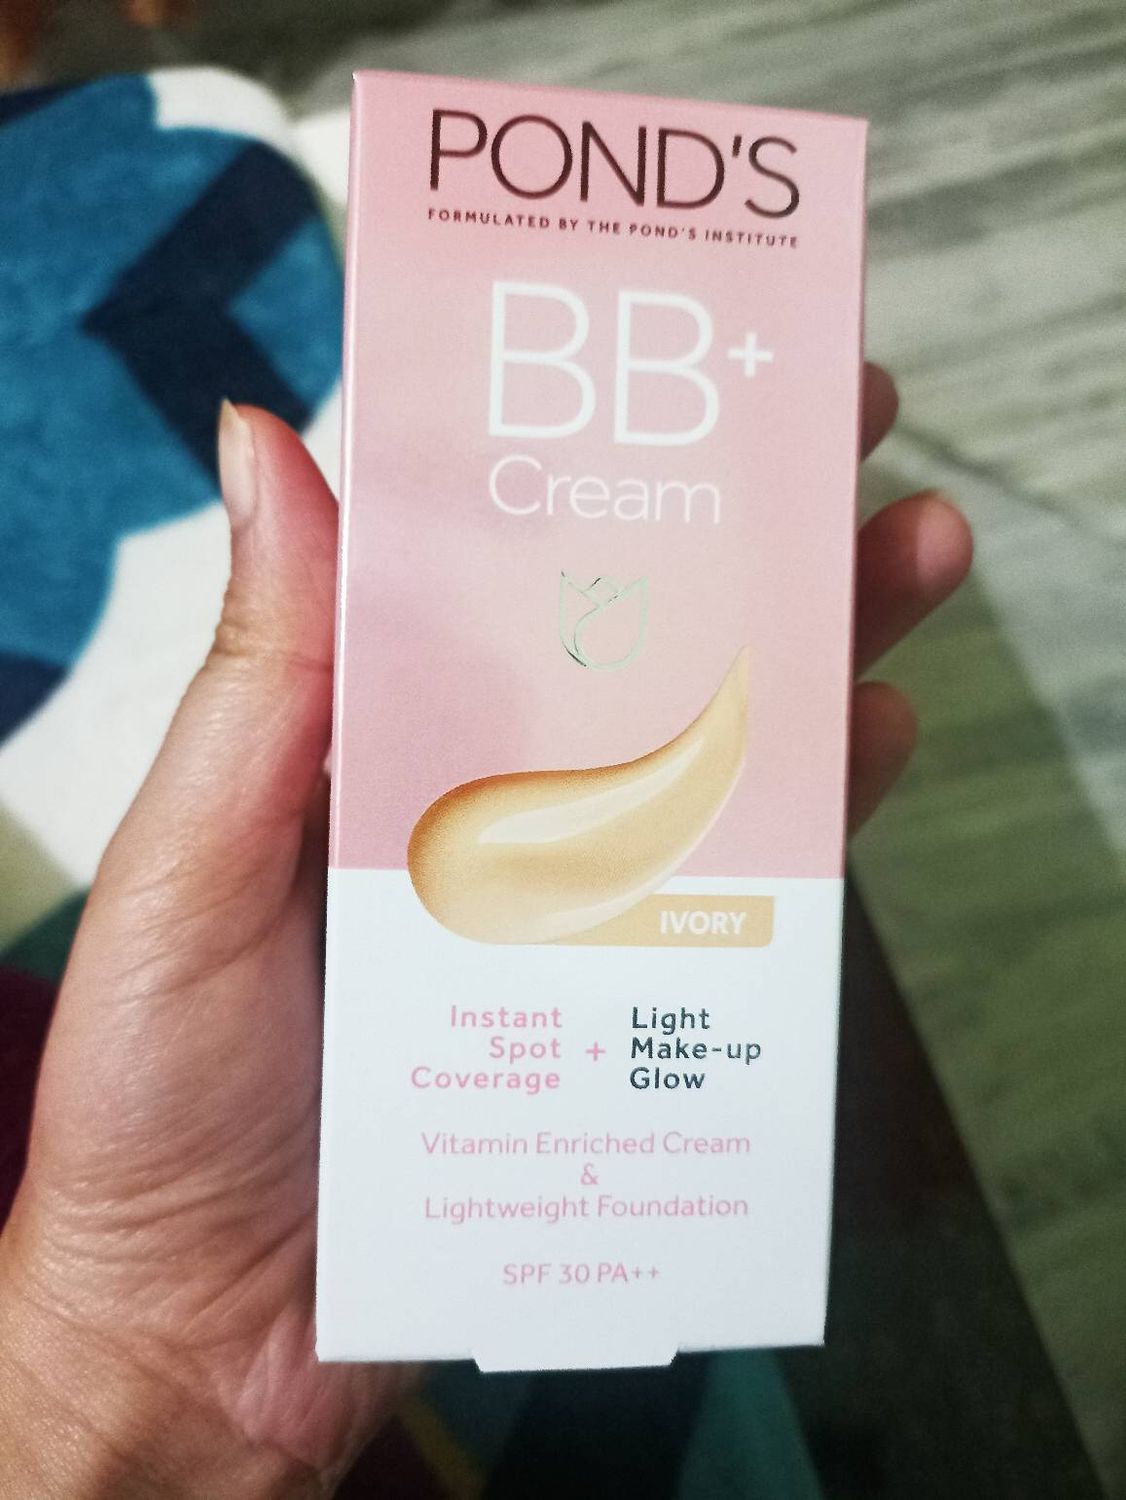 POND'S
FORMULATED BY THE POND'S INSTITUTE
BB+
Cream
IVORY
Instant
Spot
Coverage
+
Light
Make-up
Glow
Vitamin Enriched Cream
&
Lightweight Foundation
SPF 30 PA++